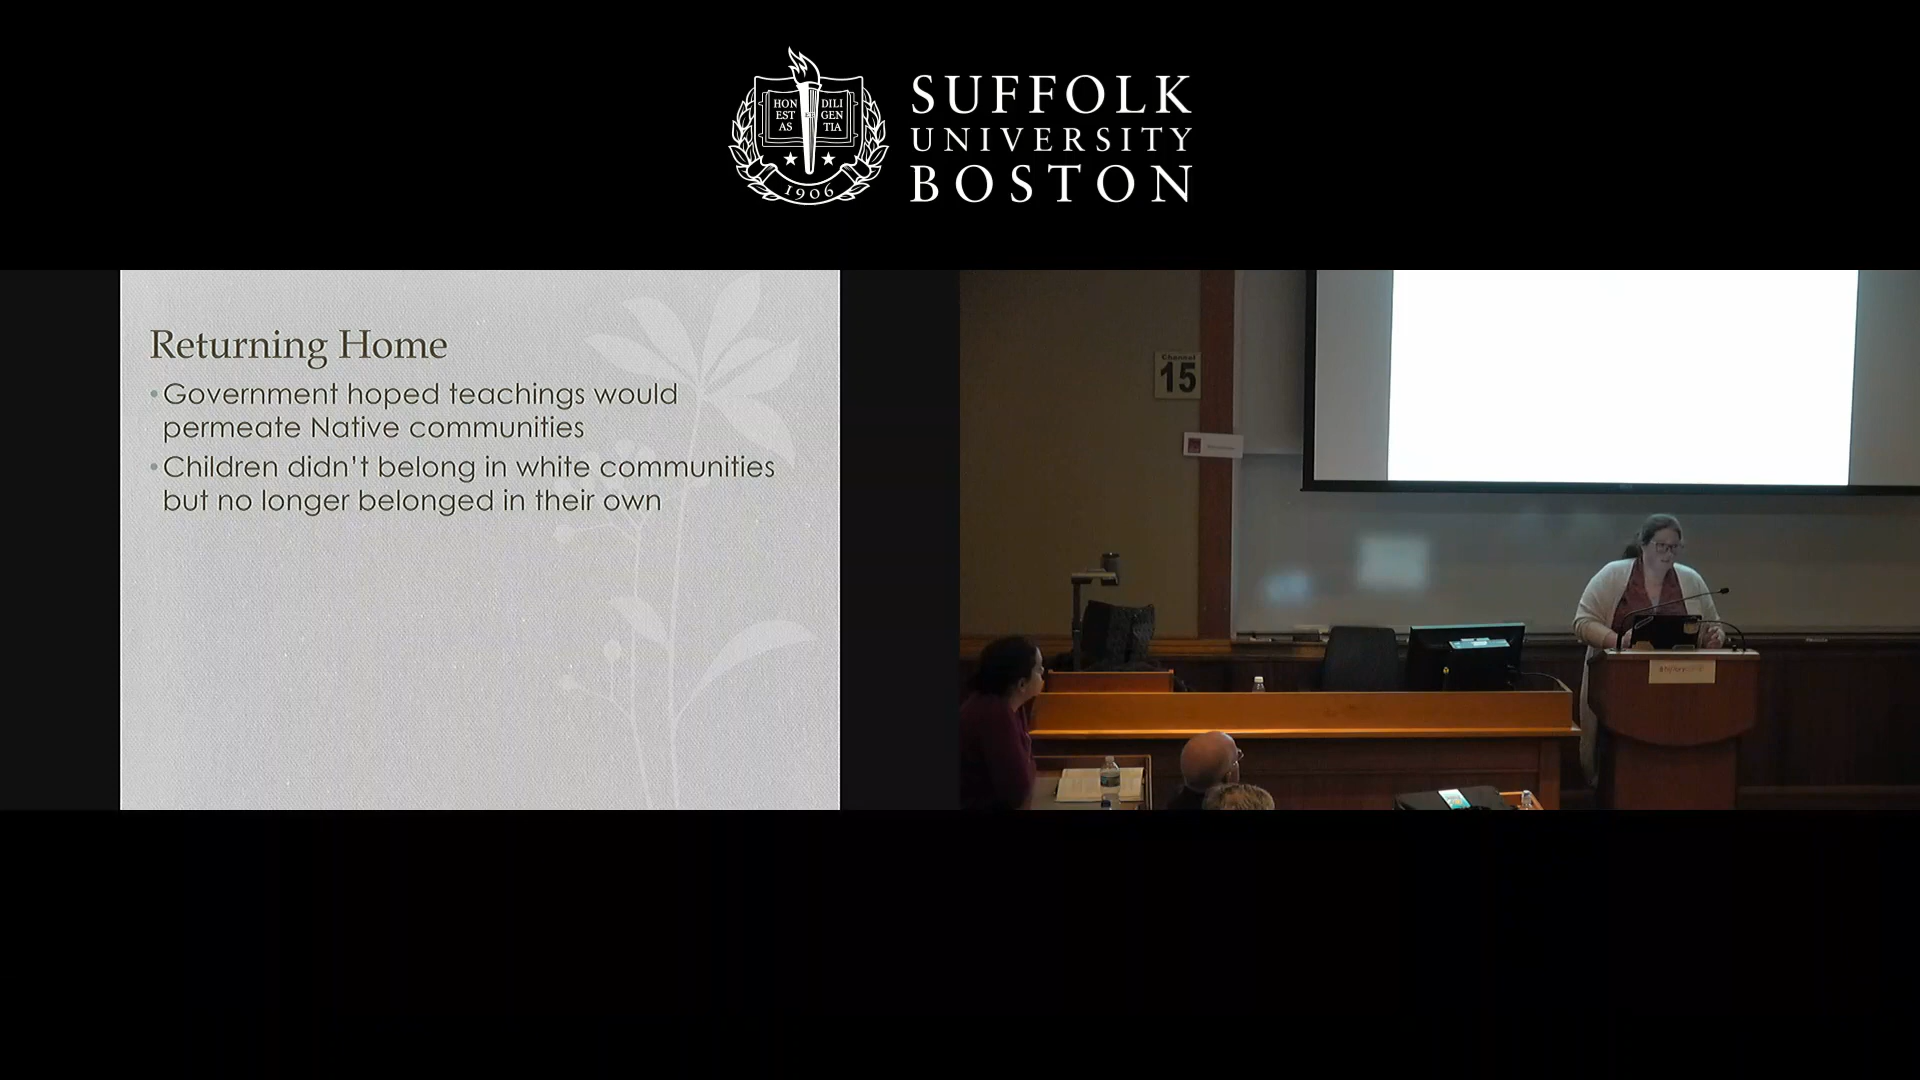 HON
EST
AS
DILI
GEN
TIA
1906
SUFFOLK
UNIVERSITY
BOSTON
Returning Home
•Government hoped teachings would
permeate Native communities
•Children didn't belong in white communities
but no longer belonged in their own
Channel
15